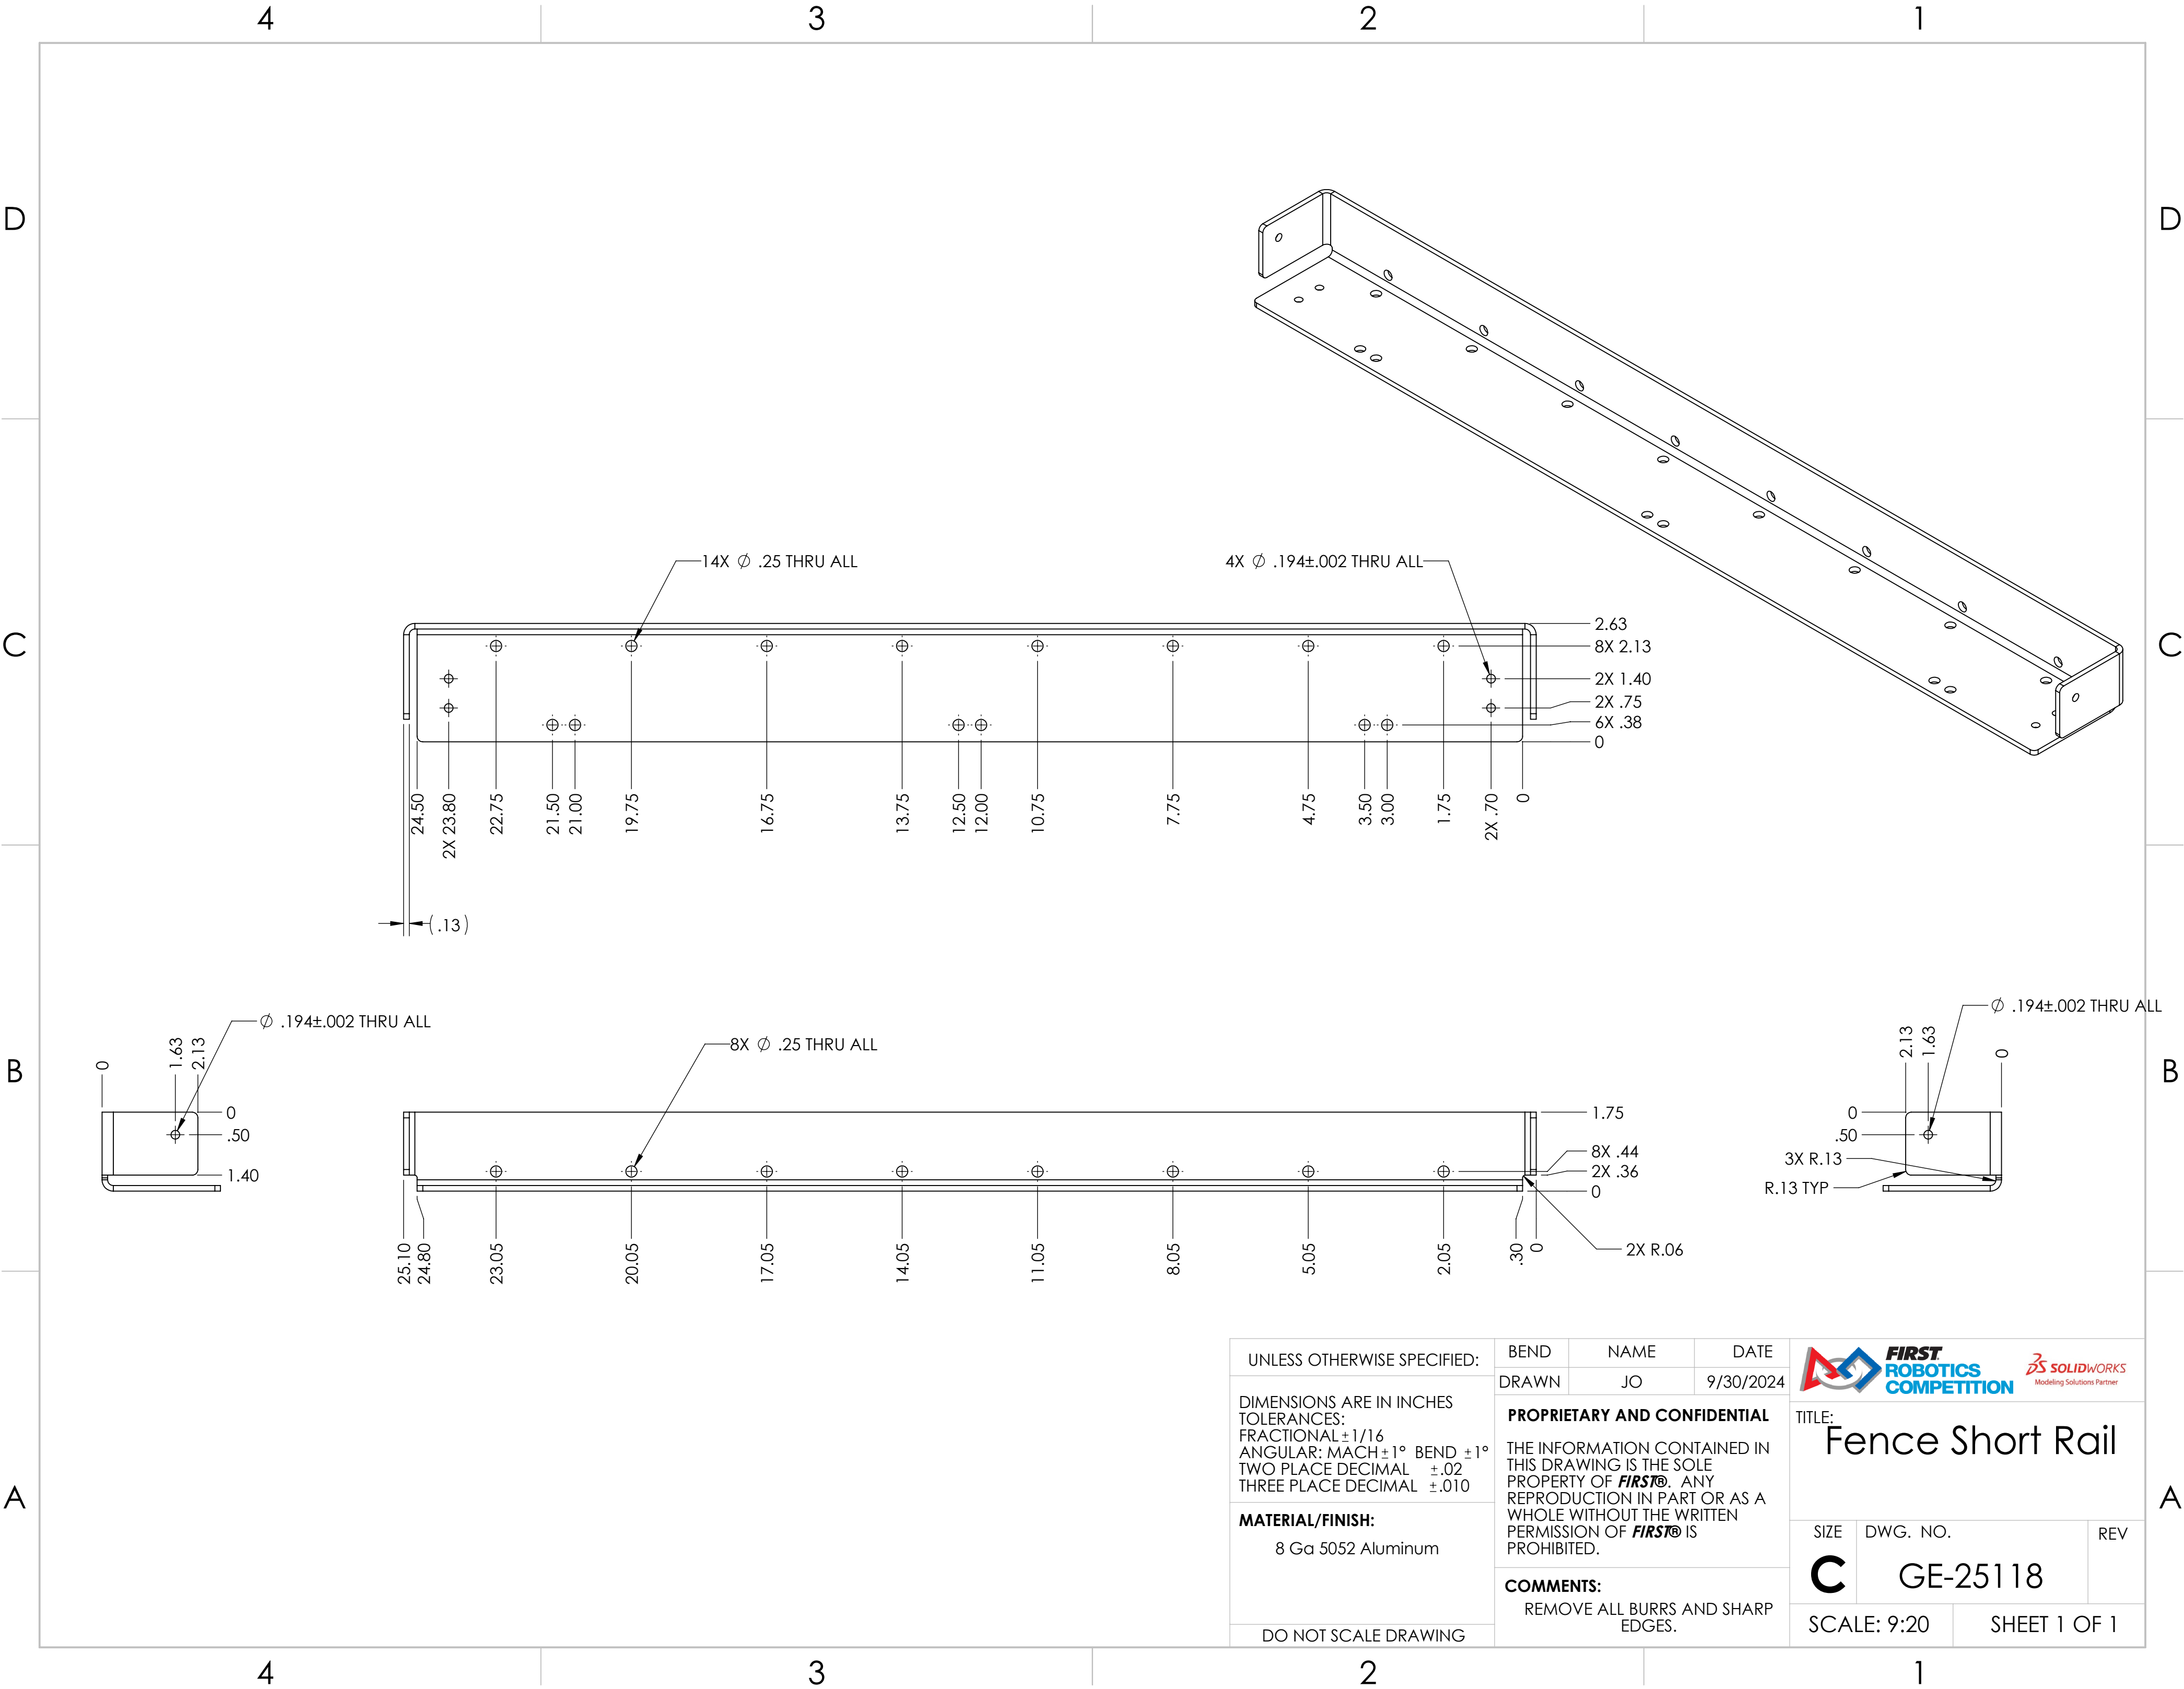 4 3 2 1
D D
14X ⌀ .25 THRU ALL
4X ⌀ .194±.002 THRU ALL
2.63
8X 2.13
C C
2X 1.40
2X .75
6X .38
0
24.50 2X 23.80 22.75 21.50 21.00 19.75 16.75 13.75 12.50 12.00 10.75 7.75 4.75 3.50 3.00 1.75 2X .70 0
(.13)
⌀ .194±.002 THRU ALL
⌀ .194±.002 THRU ALL
8X ⌀ .25 THRU ALL
B B
0 1.63 2.13
0
.50
1.40
1.75
8X .44
2X .36
0
2X R.06
25.10 24.80 23.05 20.05 17.05 14.05 11.05 8.05 5.05 2.05 .30 0
2.13 1.63 0
0
.50
3X R.13
R.13 TYP
UNLESS OTHERWISE SPECIFIED:
DIMENSIONS ARE IN INCHES
TOLERANCES:
FRACTIONAL±1/16
ANGULAR: MACH±1° BEND ±1°
TWO PLACE DECIMAL ±.02
THREE PLACE DECIMAL ±.010
MATERIAL/FINISH:
8 Ga 5052 Aluminum
DO NOT SCALE DRAWING
BEND NAME DATE
DRAWN JO 9/30/2024
PROPRIETARY AND CONFIDENTIAL
THE INFORMATION CONTAINED IN
THIS DRAWING IS THE SOLE
PROPERTY OF FIRST®. ANY
REPRODUCTION IN PART OR AS A
WHOLE WITHOUT THE WRITTEN
PERMISSION OF FIRST® IS
PROHIBITED.
COMMENTS:
REMOVE ALL BURRS AND SHARP
EDGES.
FIRST
ROBOTICS
COMPETITION
SOLIDWORKS
Modeling Solutions Partner
TITLE:
Fence Short Rail
SIZE DWG. NO. REV
C GE-25118
SCALE: 9:20 SHEET 1 OF 1
A A
4 3 2 1